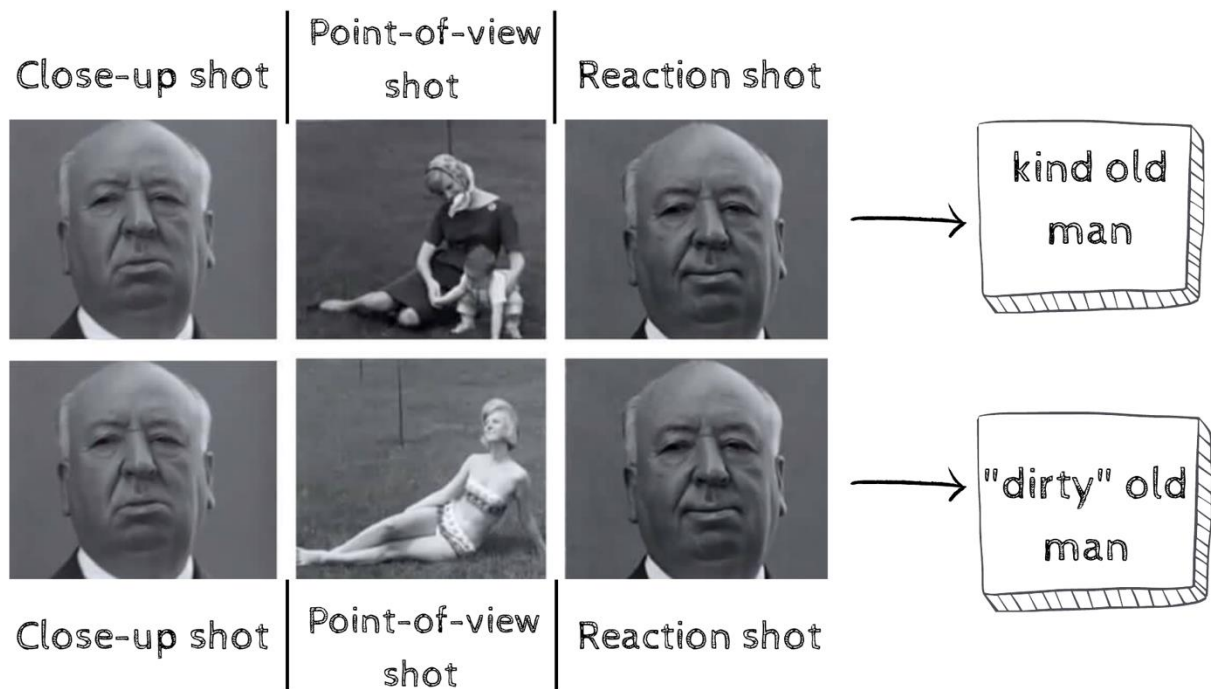 Close-up shot
Point-of-view
shot
Reaction shot
kind old
man
"dirty" old
man
Close-up shot
Point-of-view
shot
Reaction shot